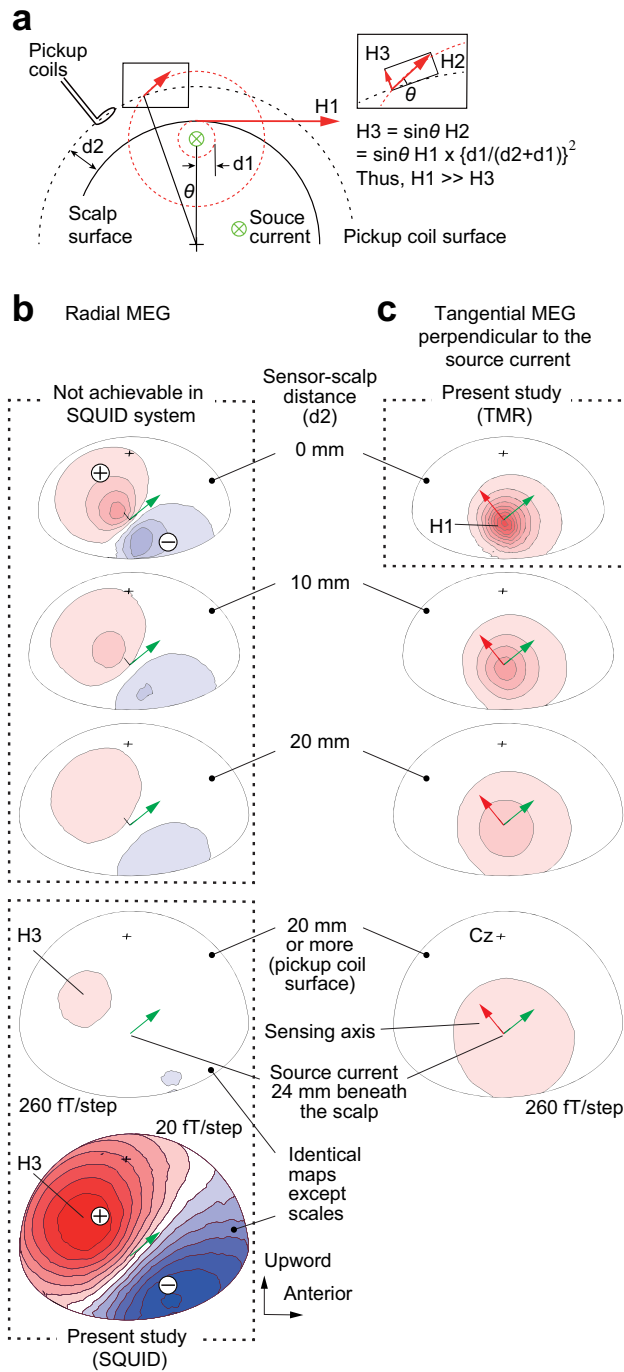 a
Pickup
coils
H1
H3
H2
θ
d2
d1
θ
H3 = sinθ H2
= sinθ H1 x {d1/(d2+d1)}²
Thus, H1 >> H3
Scalp
surface
Souce
current
Pickup coil surface
b Radial MEG
c Tangential MEG
perpendicular to the
source current
Not achievable in
SQUID system
Sensor-scalp
distance
(d2)
Present study
(TMR)
0 mm
+
−
H1
10 mm
20 mm
H3
20 mm
or more
(pickup coil
surface)
Cz
Sensing axis
Source current
24 mm beneath
the scalp
260 fT/step
260 fT/step
20 fT/step
H3
+
−
Identical
maps
except
scales
Upword
Anterior
Present study
(SQUID)